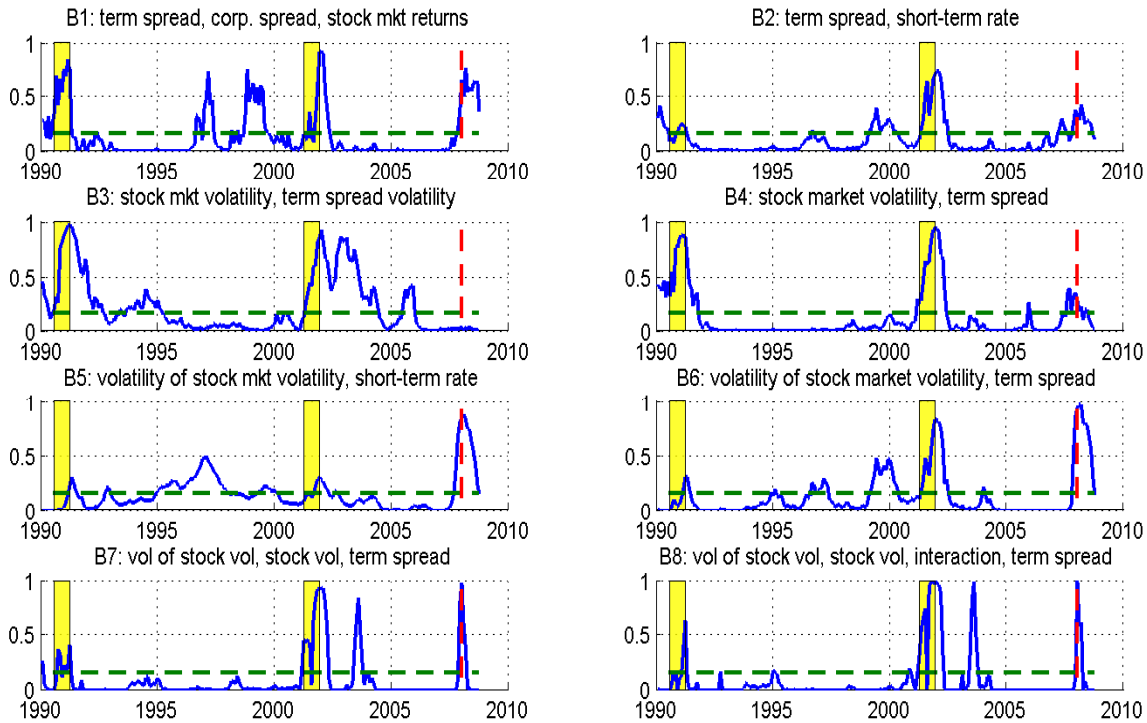 B1: term spread, corp. spread, stock mkt returns
1
0.5
0
1990 1995 2000 2005 2010
B2: term spread, short-term rate
1
0.5
0
1990 1995 2000 2005 2010
B3: stock mkt volatility, term spread volatility
1
0.5
0
1990 1995 2000 2005 2010
B4: stock market volatility, term spread
1
0.5
0
1990 1995 2000 2005 2010
B5: volatility of stock mkt volatility, short-term rate
1
0.5
0
1990 1995 2000 2005 2010
B6: volatility of stock market volatility, term spread
1
0.5
0
1990 1995 2000 2005 2010
B7: vol of stock vol, stock vol, term spread
1
0.5
0
1990 1995 2000 2005 2010
B8: vol of stock vol, stock vol, interaction, term spread
1
0.5
0
1990 1995 2000 2005 2010